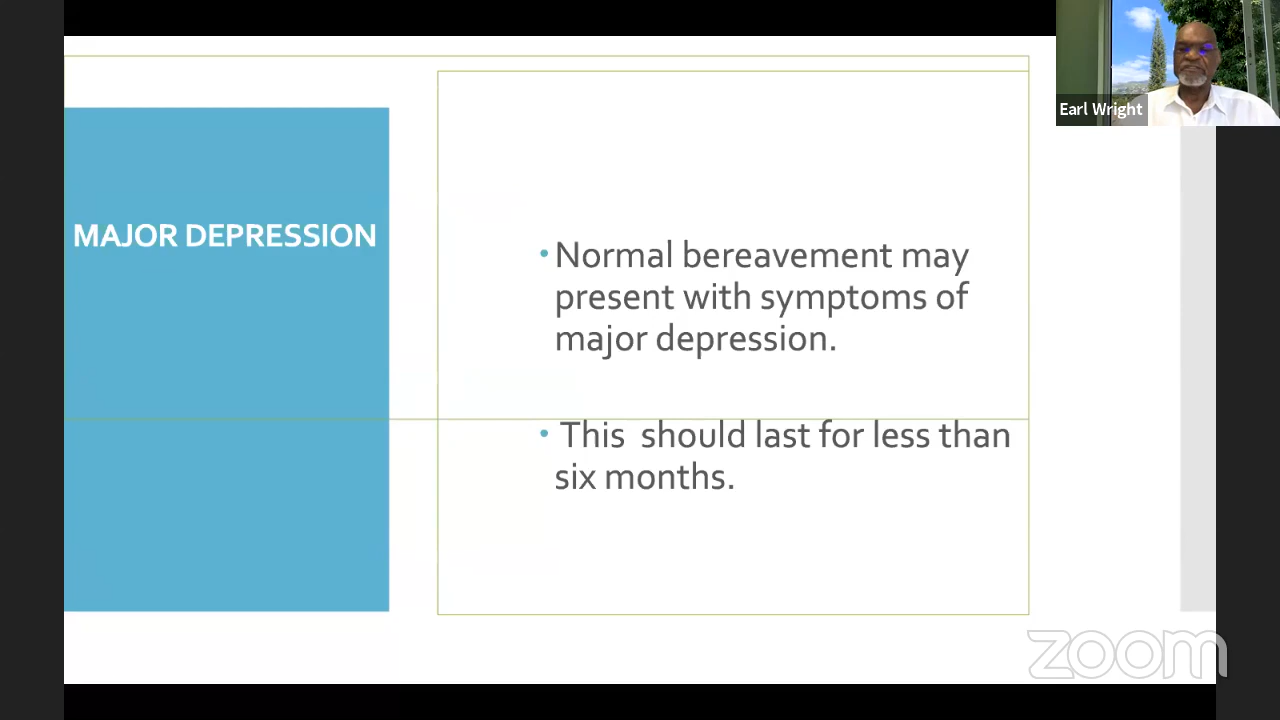 Earl Wright
MAJOR DEPRESSION
• Normal bereavement may
present with symptoms of
major depression.
• This should last for less than
six months.
zoom